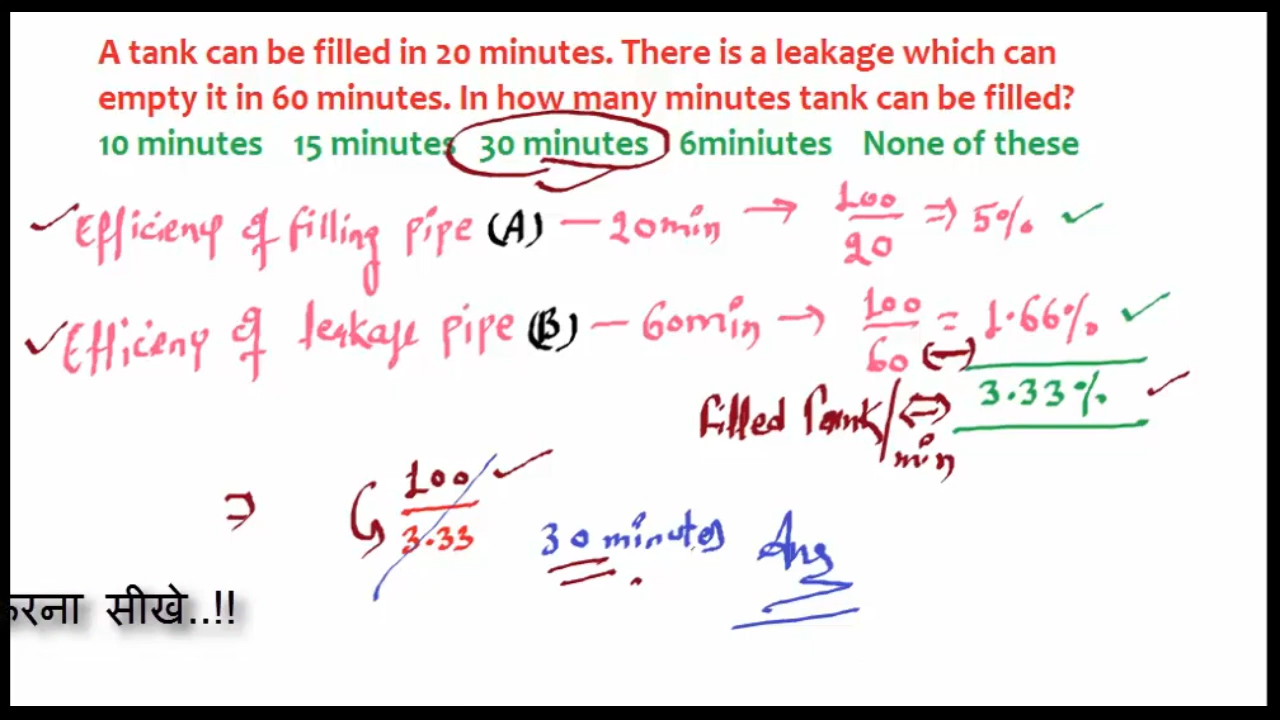 A tank can be filled in 20 minutes. There is a leakage which can
empty it in 60 minutes. In how many minutes tank can be filled?
10 minutes 15 minutes 30 minutes 6miniutes None of these
Efficieny of filling pipe (A) — 20min → 100/20 => 5%
Efficieny of leakage pipe (B) — 60min → 100/60 = 1.66%
(-)
Filled Tank/min => 3.33%
=> 100/3.33 30 minutes Ans
करना सीखे..!!